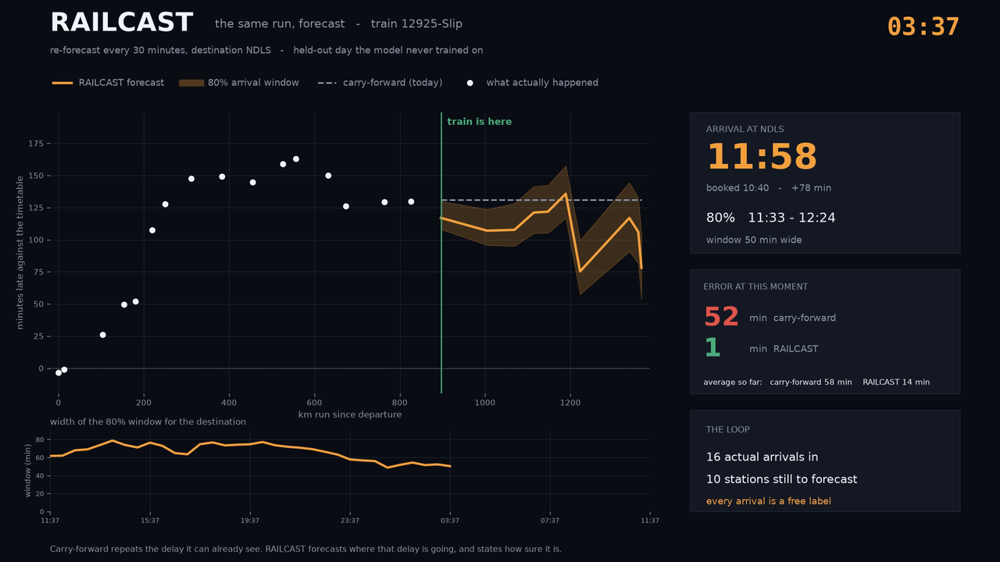 RAILCAST the same run, forecast - train 12925-Slip
03:37
re-forecast every 30 minutes, destination NDLS - held-out day the model never trained on
RAILCAST forecast 80% arrival window carry-forward (today) what actually happened
train is here
minutes late against the timetable
175
150
125
100
75
50
25
0
0 200 400 600 800 1000 1200
km run since departure
ARRIVAL AT NDLS
11:58
booked 10:40 - +78 min
80% 11:33 - 12:24
window 50 min wide
ERROR AT THIS MOMENT
52 min carry-forward
1 min RAILCAST
average so far: carry-forward 58 min RAILCAST 14 min
THE LOOP
16 actual arrivals in
10 stations still to forecast
every arrival is a free label
width of the 80% window for the destination
window (min)
80
60
40
20
0
11:37 15:37 19:37 23:37 03:37 07:37 11:37
Carry-forward repeats the delay it can already see. RAILCAST forecasts where that delay is going, and states how sure it is.